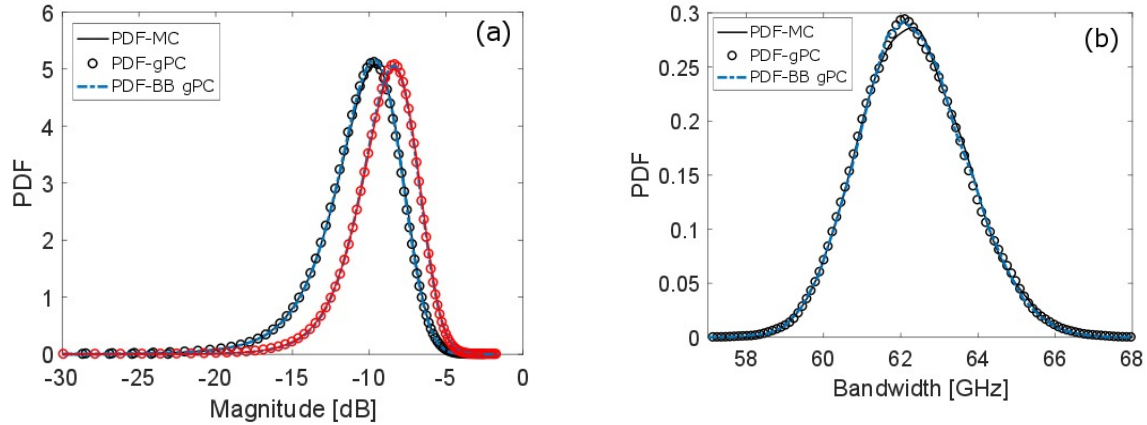 (a)
PDF-MC
PDF-gPC
PDF-BB gPC
6
5
4
3
2
1
0
PDF
-30 -25 -20 -15 -10 -5 0
Magnitude [dB]
(b)
PDF-MC
PDF-gPC
PDF-BB gPC
0.3
0.25
0.2
0.15
0.1
0.05
0
PDF
58 60 62 64 66 68
Bandwidth [GHz]